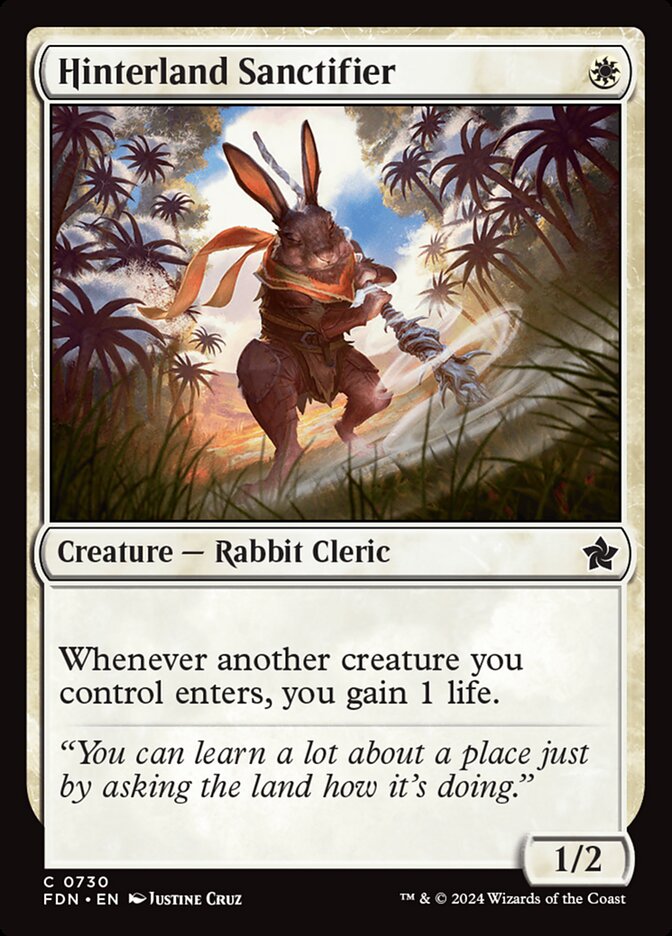 Hinterland Sanctifier
Creature — Rabbit Cleric
Whenever another creature you
control enters, you gain 1 life.
“You can learn a lot about a place just
by asking the land how it’s doing.”
1/2
C 0730
FDN • EN Justine Cruz
™ & © 2024 Wizards of the Coast